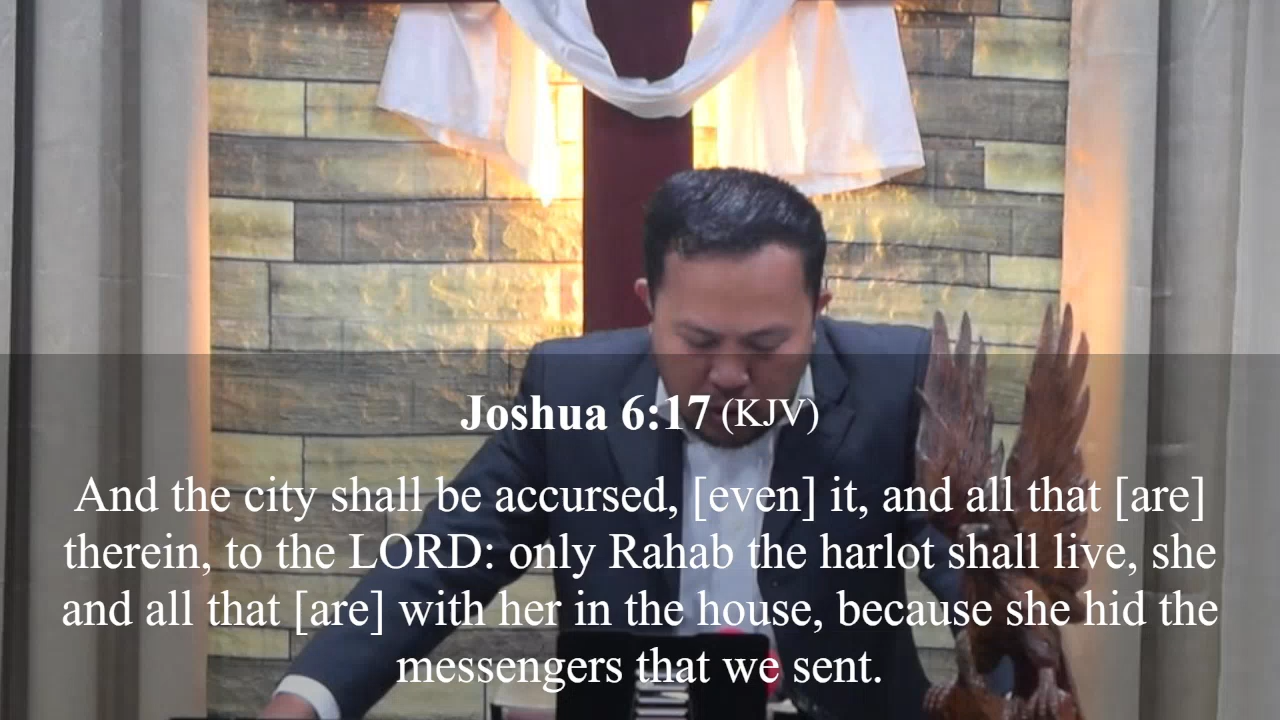 Joshua 6:17 (KJV)
And the city shall be accursed, [even] it, and all that [are]
therein, to the LORD: only Rahab the harlot shall live, she
and all that [are] with her in the house, because she hid the
messengers that we sent.